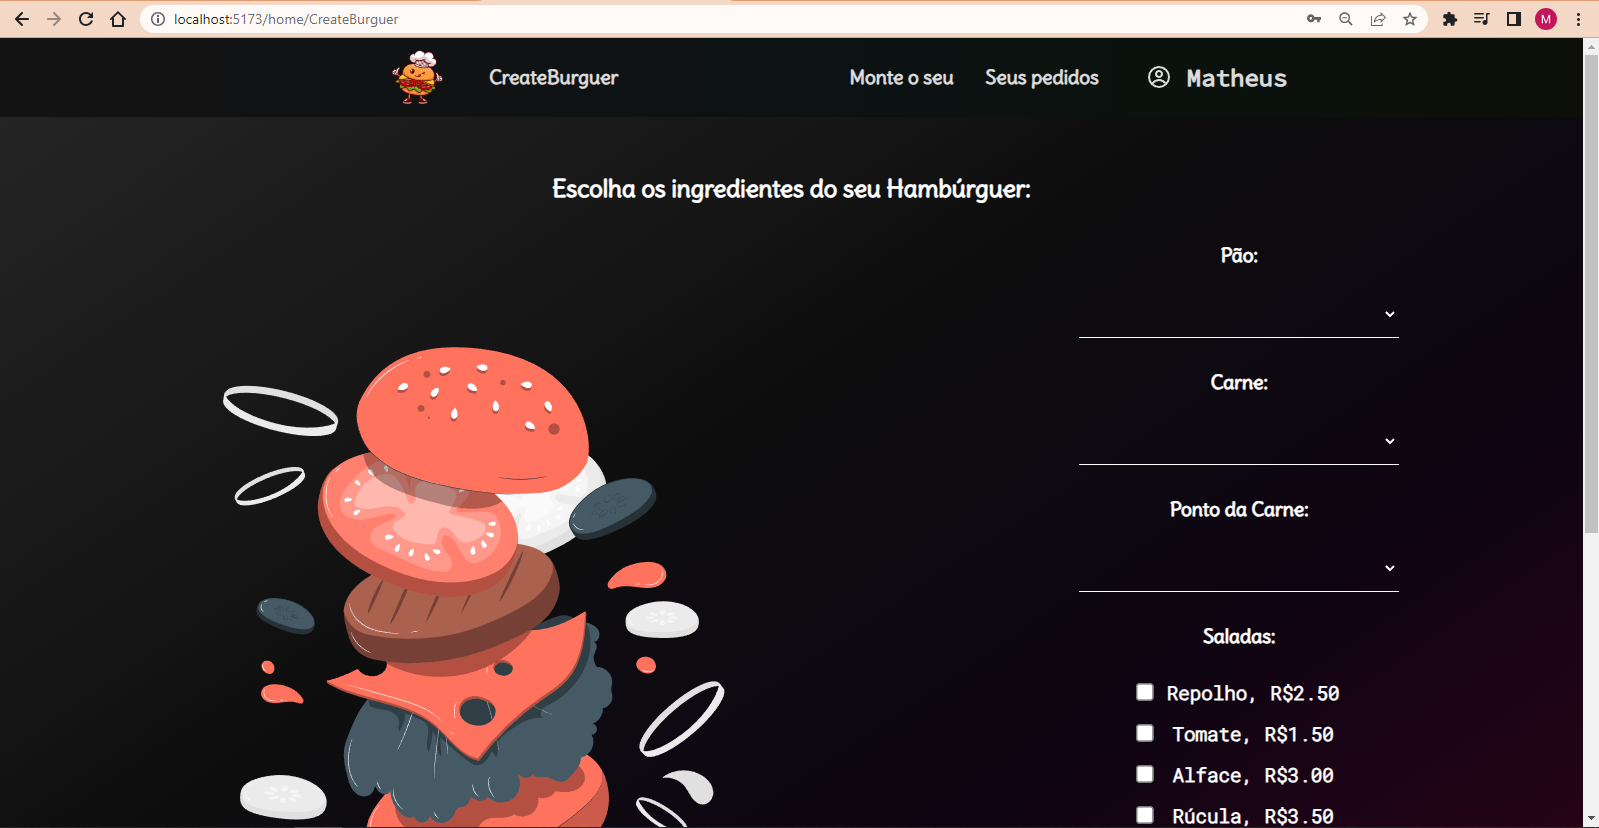 localhost:5173/home/CreateBurguer
M
CreateBurguer
Monte o seu
Seus pedidos
Matheus
Escolha os ingredientes do seu Hambúrguer:
Pão:
Carne:
Ponto da Carne:
Saladas:
Repolho, R$2.50
Tomate, R$1.50
Alface, R$3.00
Rúcula, R$3.50